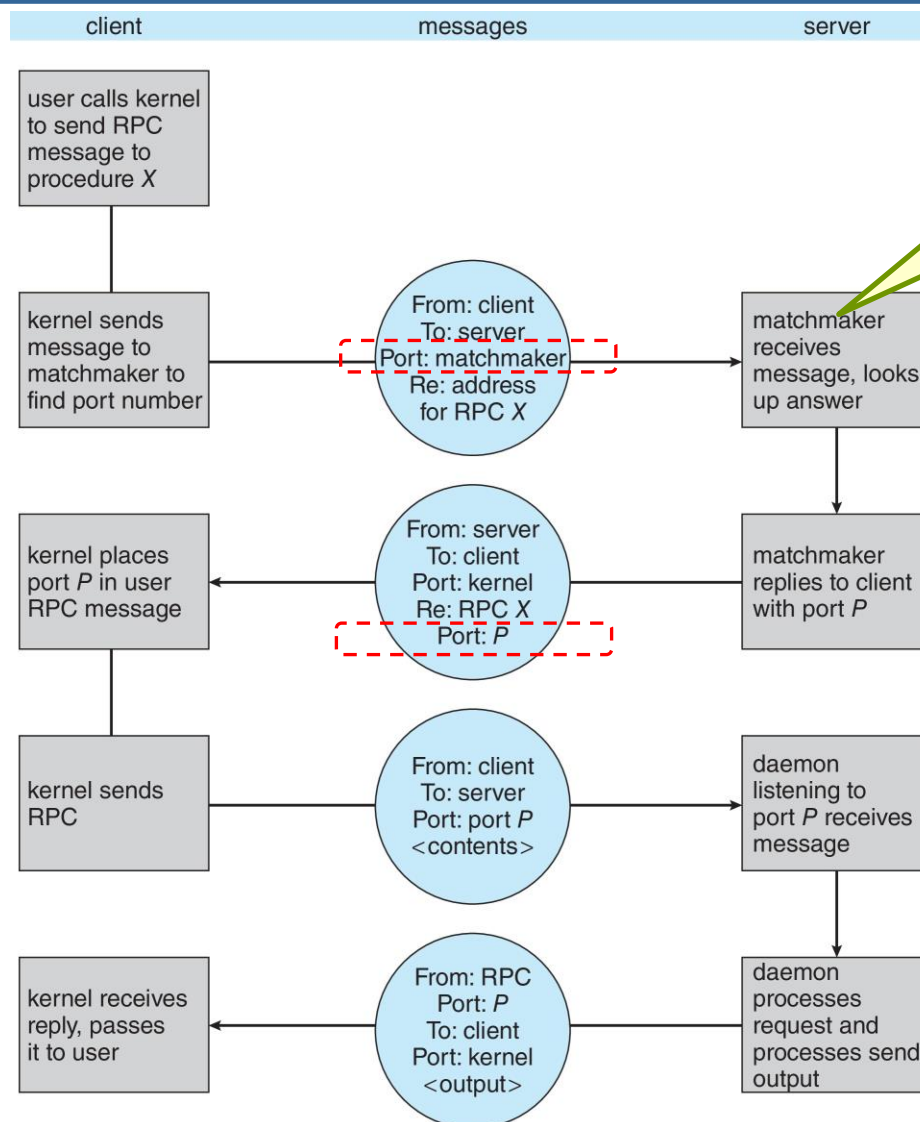 client
messages
server
user calls kernel
to send RPC
message to
procedure X
kernel sends
message to
matchmaker to
find port number
From: client
To: server
Port: matchmaker
Re: address
for RPC X
matchmaker
receives
message, looks
up answer
kernel places
port P in user
RPC message
From: server
To: client
Port: kernel
Re: RPC X
Port: P
matchmaker
replies to client
with port P
kernel sends
RPC
From: client
To: server
Port: port P
<contents>
daemon
listening to
port P receives
message
kernel receives
reply, passes
it to user
From: RPC
Port: P
To: client
Port: kernel
<output>
daemon
processes
request and
processes send
output